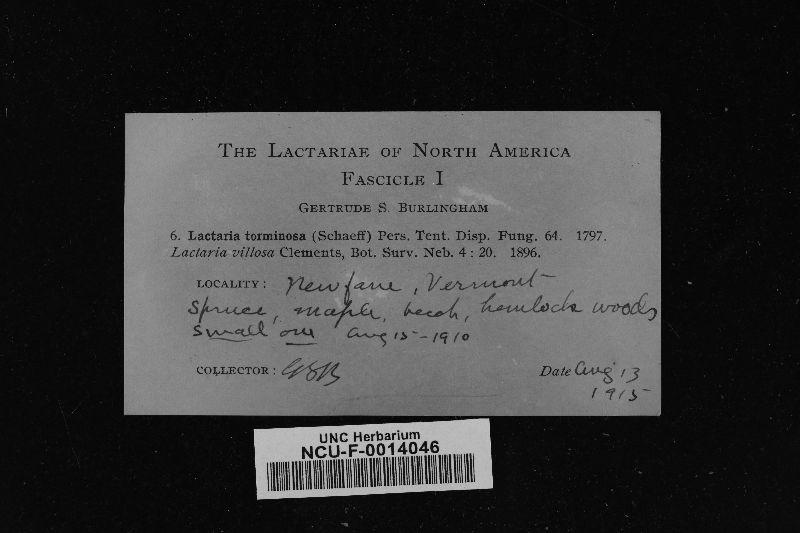 THE LACTARIAE OF NORTH AMERICA
FASCICLE I
GERTRUDE S. BURLINGHAM
6. Lactaria torminosa (Schaeff) Pers. Tent. Disp. Fung. 64. 1797.
Lactaria villosa Clements, Bot. Surv. Neb. 4 : 20. 1896.
LOCALITY: Newfane, Vermont
Spruce, maple, beech, hemlock woods
small one Aug 15-1910
COLLECTOR: GSB Date Aug 13
1915
UNC Herbarium
NCU-F-0014046